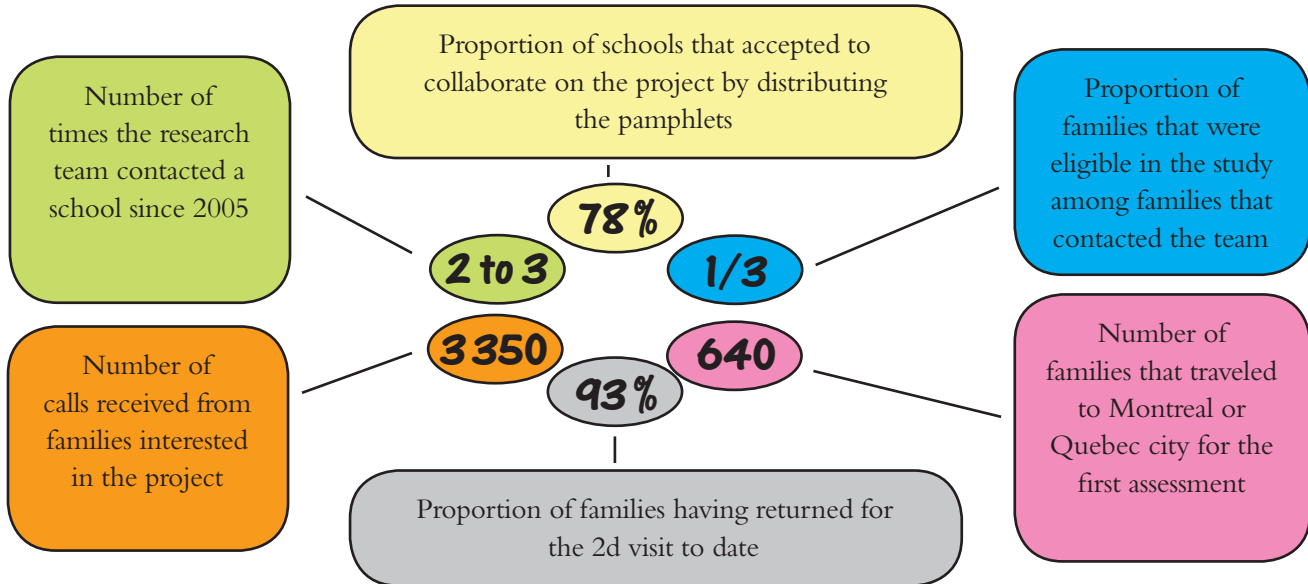 Proportion of schools that accepted to
collaborate on the project by distributing
the pamphlets
Number of
times the research
team contacted a
school since 2005
Proportion of
families that were
eligible in the study
among families that
contacted the team
78%
2 to 3
1/3
3 350
640
93%
Number of
calls received from
families interested
in the project
Number of
families that traveled
to Montreal or
Quebec city for the
first assessment
Proportion of families having returned for
the 2d visit to date